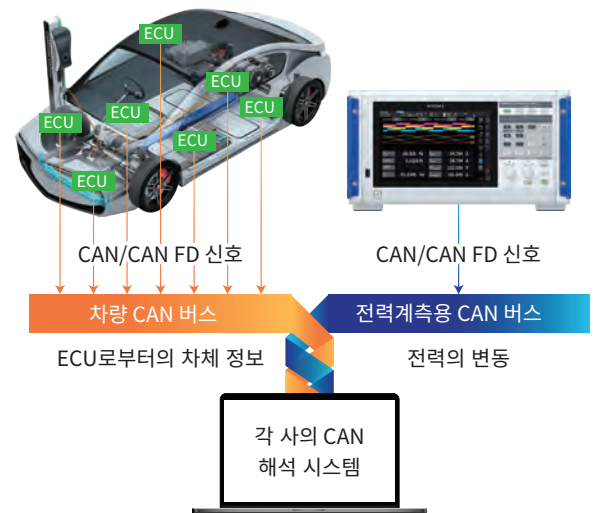 ECU
ECU
ECU
ECU
ECU
ECU
ECU
CAN/CAN FD 신호
CAN/CAN FD 신호
차량 CAN 버스
전력계측용 CAN 버스
ECU로부터의 차체 정보
전력의 변동
각 사의 CAN
해석 시스템